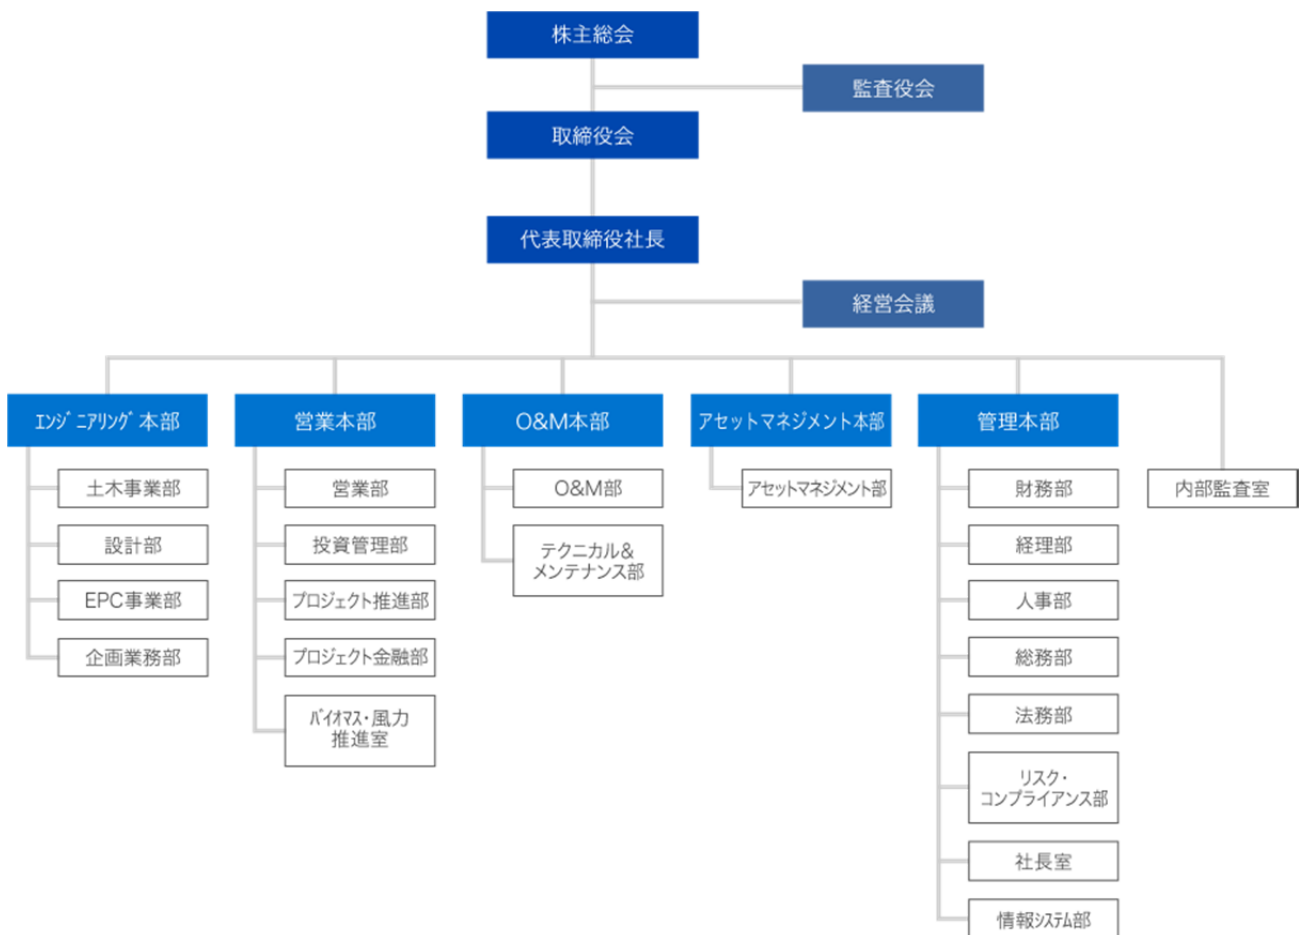 株主総会
監査役会
取締役会
代表取締役社長
経営会議
ｴﾝｼﾞﾆｱﾘﾝｸﾞ本部
土木事業部
設計部
EPC事業部
企画業務部
営業本部
営業部
投資管理部
プロジェクト推進部
プロジェクト金融部
ﾊﾞｲｵﾏｽ・風力
推進室
O&M本部
O&M部
テクニカル&
メンテナンス部
アセットマネジメント本部
アセットマネジメント部
管理本部
財務部
経理部
人事部
総務部
法務部
リスク・
コンプライアンス部
社長室
情報ｼｽﾃﾑ部
内部監査室